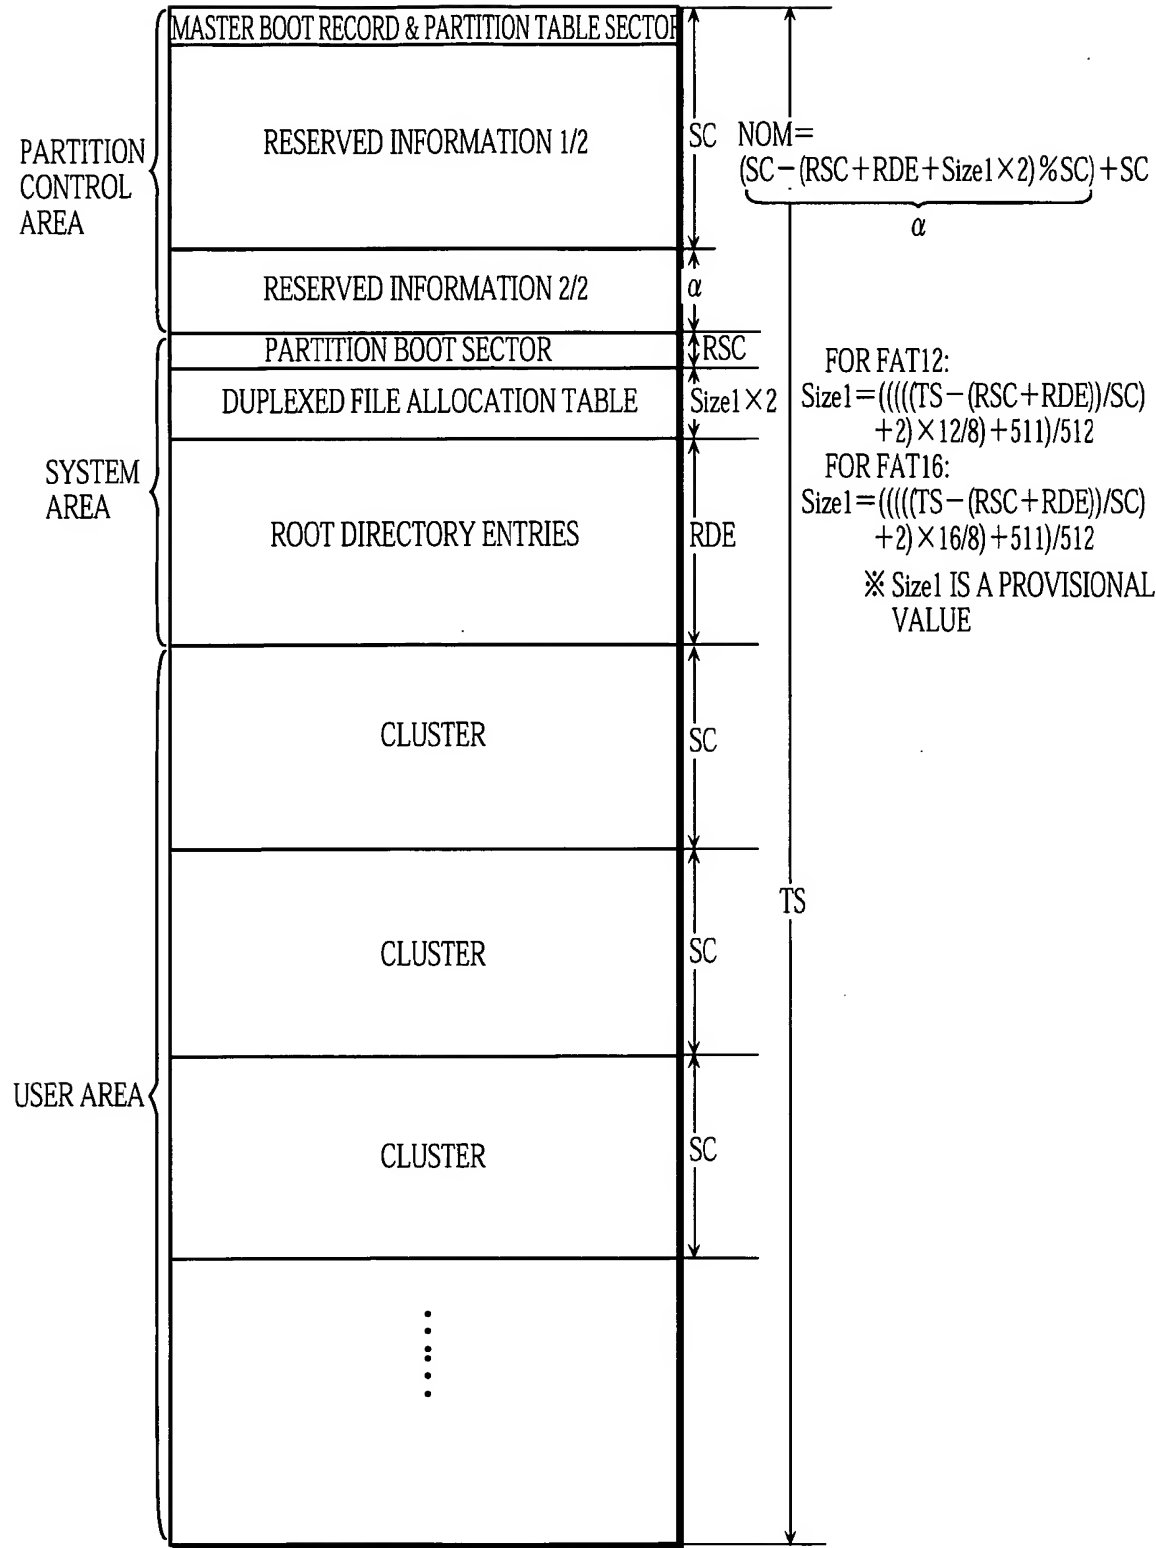 MASTER BOOT RECORD & PARTITION TABLE SECTOR
PARTITION
CONTROL
AREA
RESERVED INFORMATION 1/2
SC
NOM=
(SC-(RSC+RDE+Size1×2)%SC)+SC
α
RESERVED INFORMATION 2/2
α
PARTITION BOOT SECTOR
RSC
DUPLEXED FILE ALLOCATION TABLE
Size1×2
SYSTEM
AREA
ROOT DIRECTORY ENTRIES
RDE
FOR FAT12:
Size1=(((((TS-(RSC+RDE))/SC)
+2)×12/8)+511)/512
FOR FAT16:
Size1=(((((TS-(RSC+RDE))/SC)
+2)×16/8)+511)/512
※ Size1 IS A PROVISIONAL
VALUE
CLUSTER
SC
TS
CLUSTER
SC
USER AREA
CLUSTER
SC